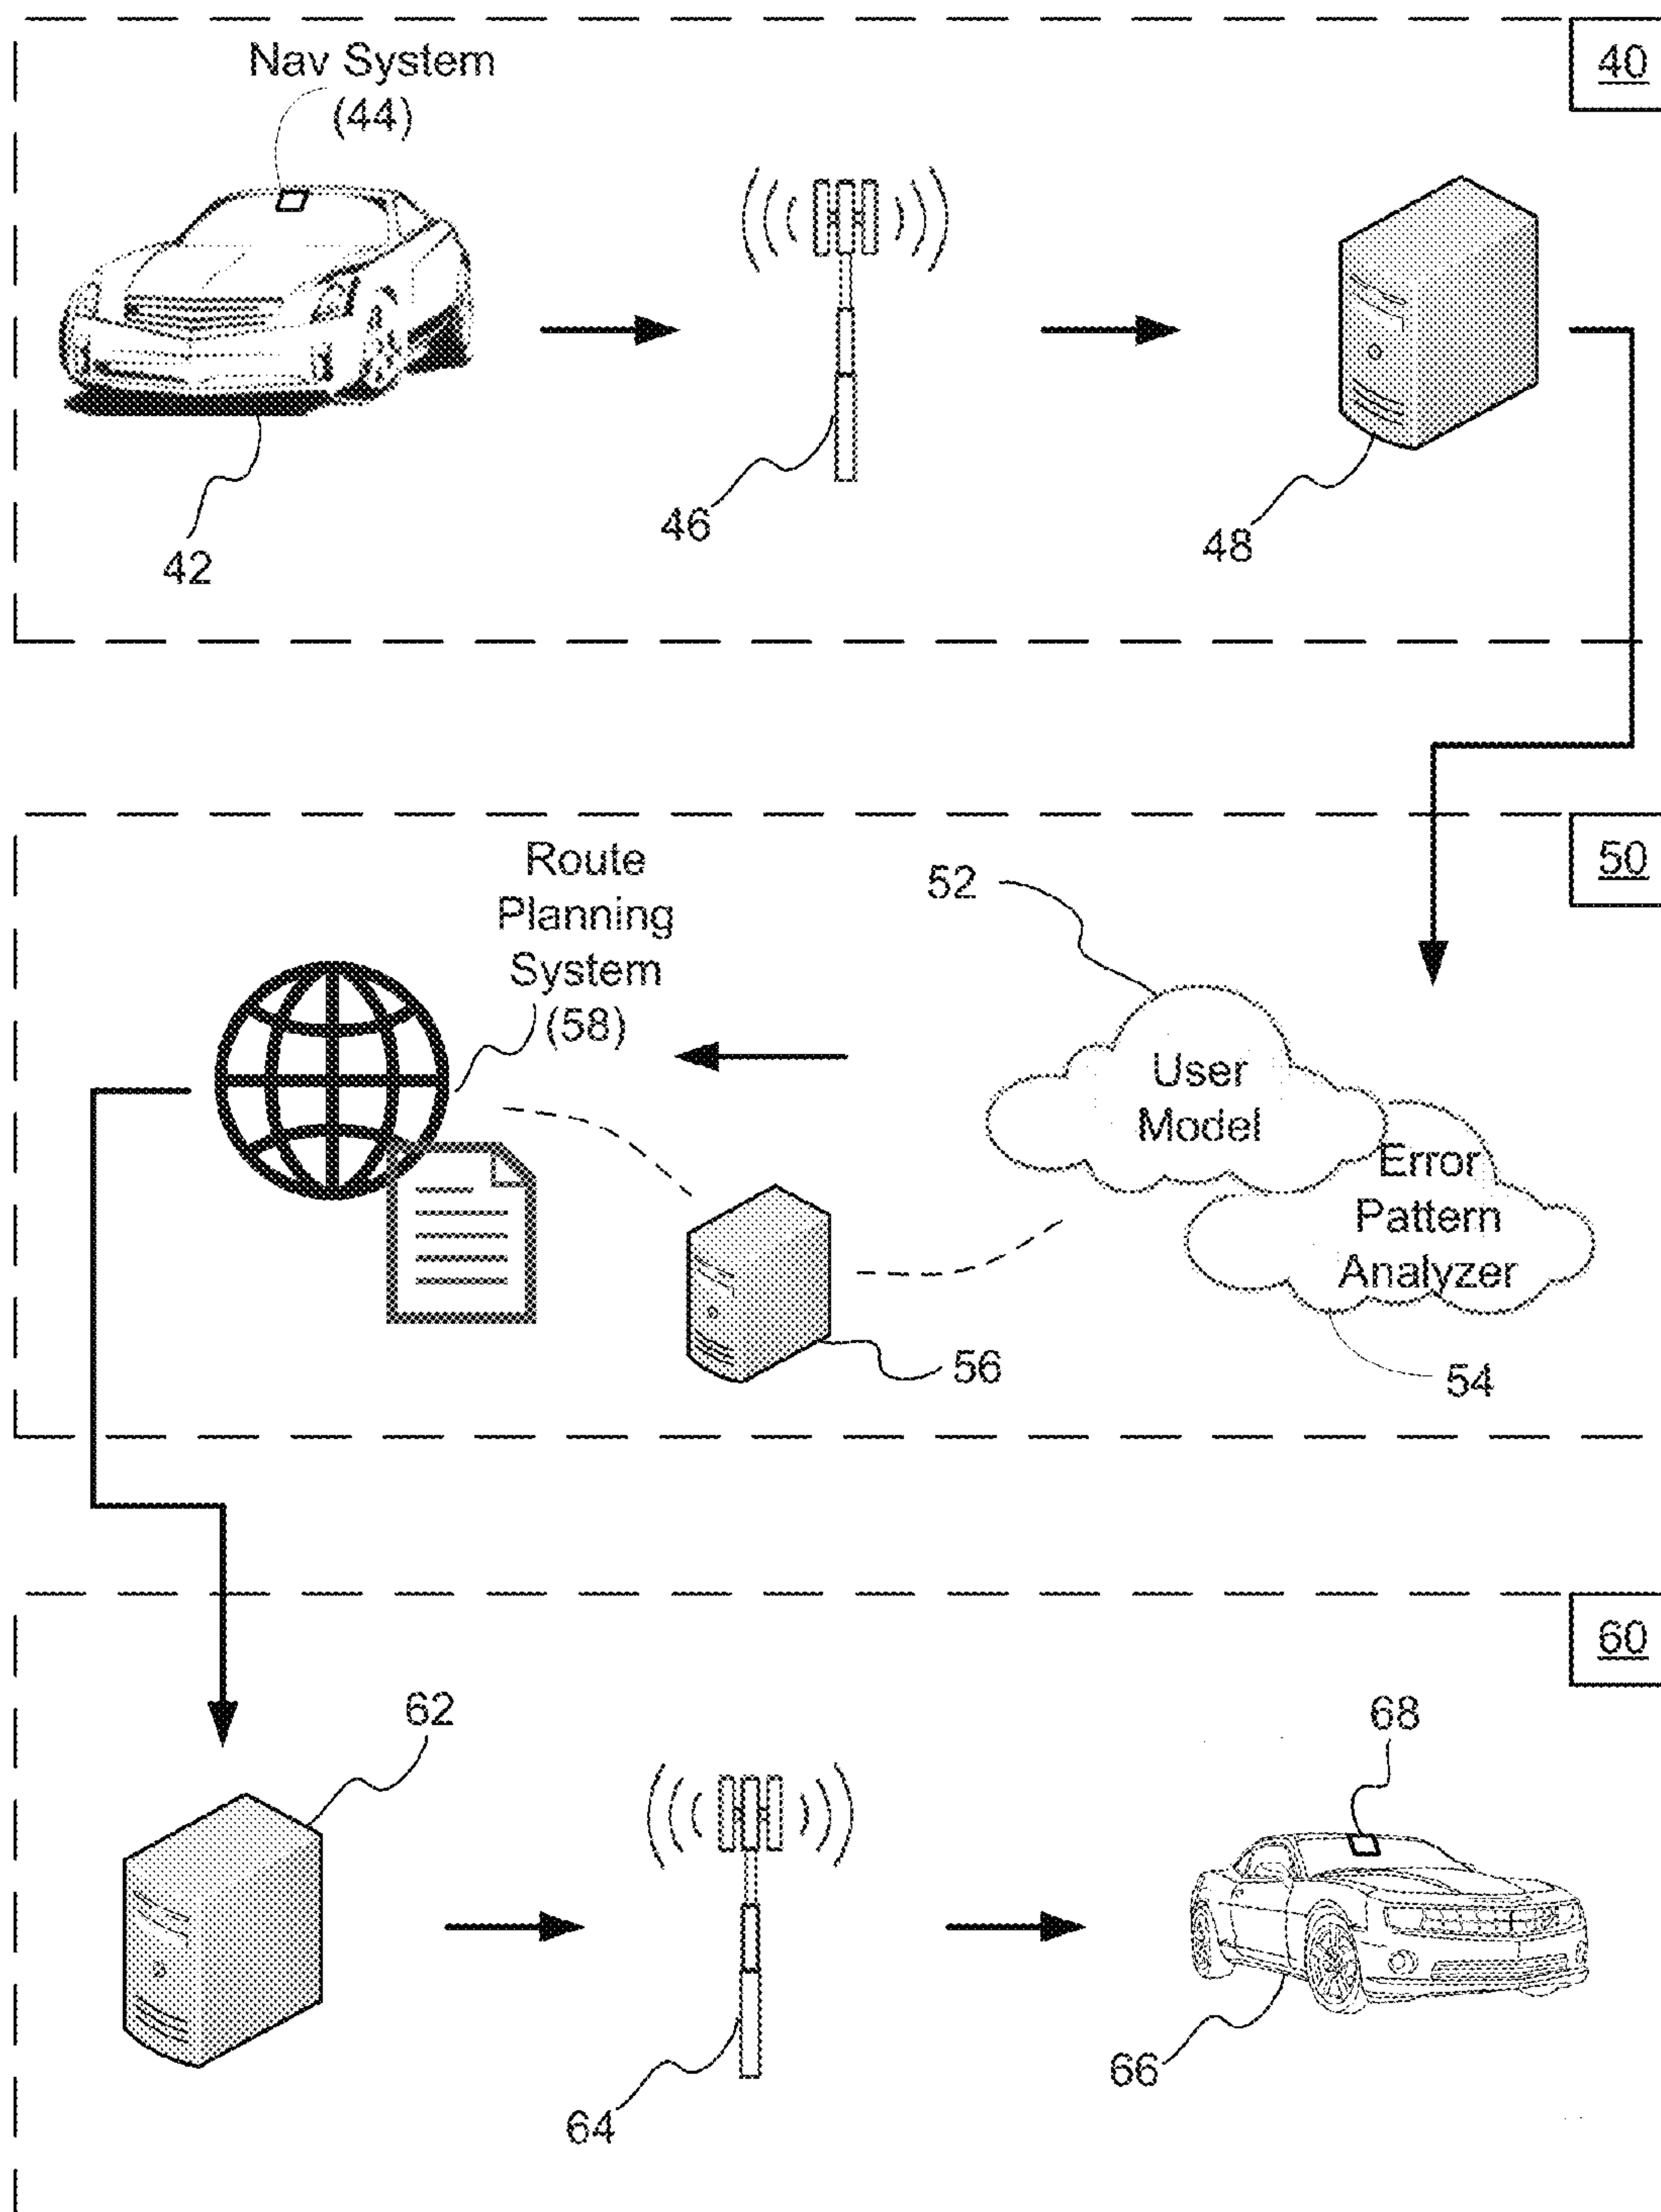 40
Nav System
(44)
42
46
48
50
Route
Planning
System
(58)
52
User
Model
Error
Pattern
Analyzer
56
54
60
62
68
64
66